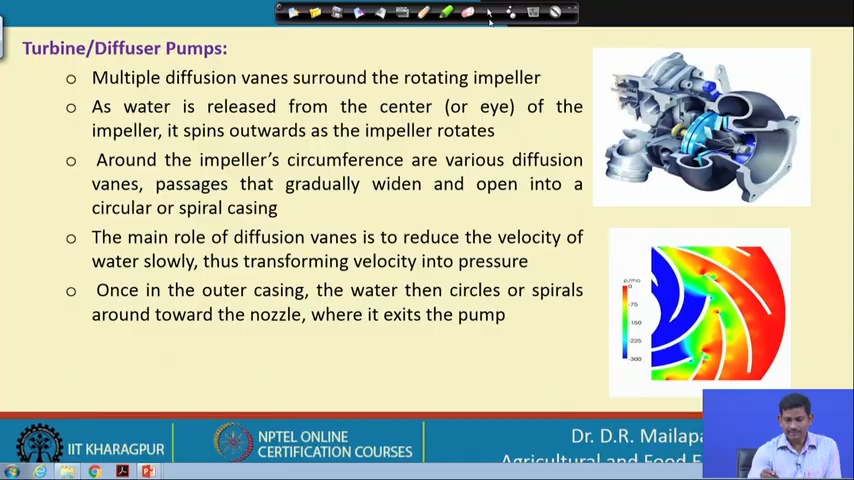 Turbine/Diffuser Pumps:
o Multiple diffusion vanes surround the rotating impeller
o As water is released from the center (or eye) of the
impeller, it spins outwards as the impeller rotates
o Around the impeller's circumference are various diffusion
vanes, passages that gradually widen and open into a
circular or spiral casing
o The main role of diffusion vanes is to reduce the velocity of
water slowly, thus transforming velocity into pressure
o Once in the outer casing, the water then circles or spirals
around toward the nozzle, where it exits the pump
0
-75
-150
-225
-300
IIT KHARAGPUR
NPTEL ONLINE
CERTIFICATION COURSES
Dr. D.R. Mailapa
Agricultural and Food